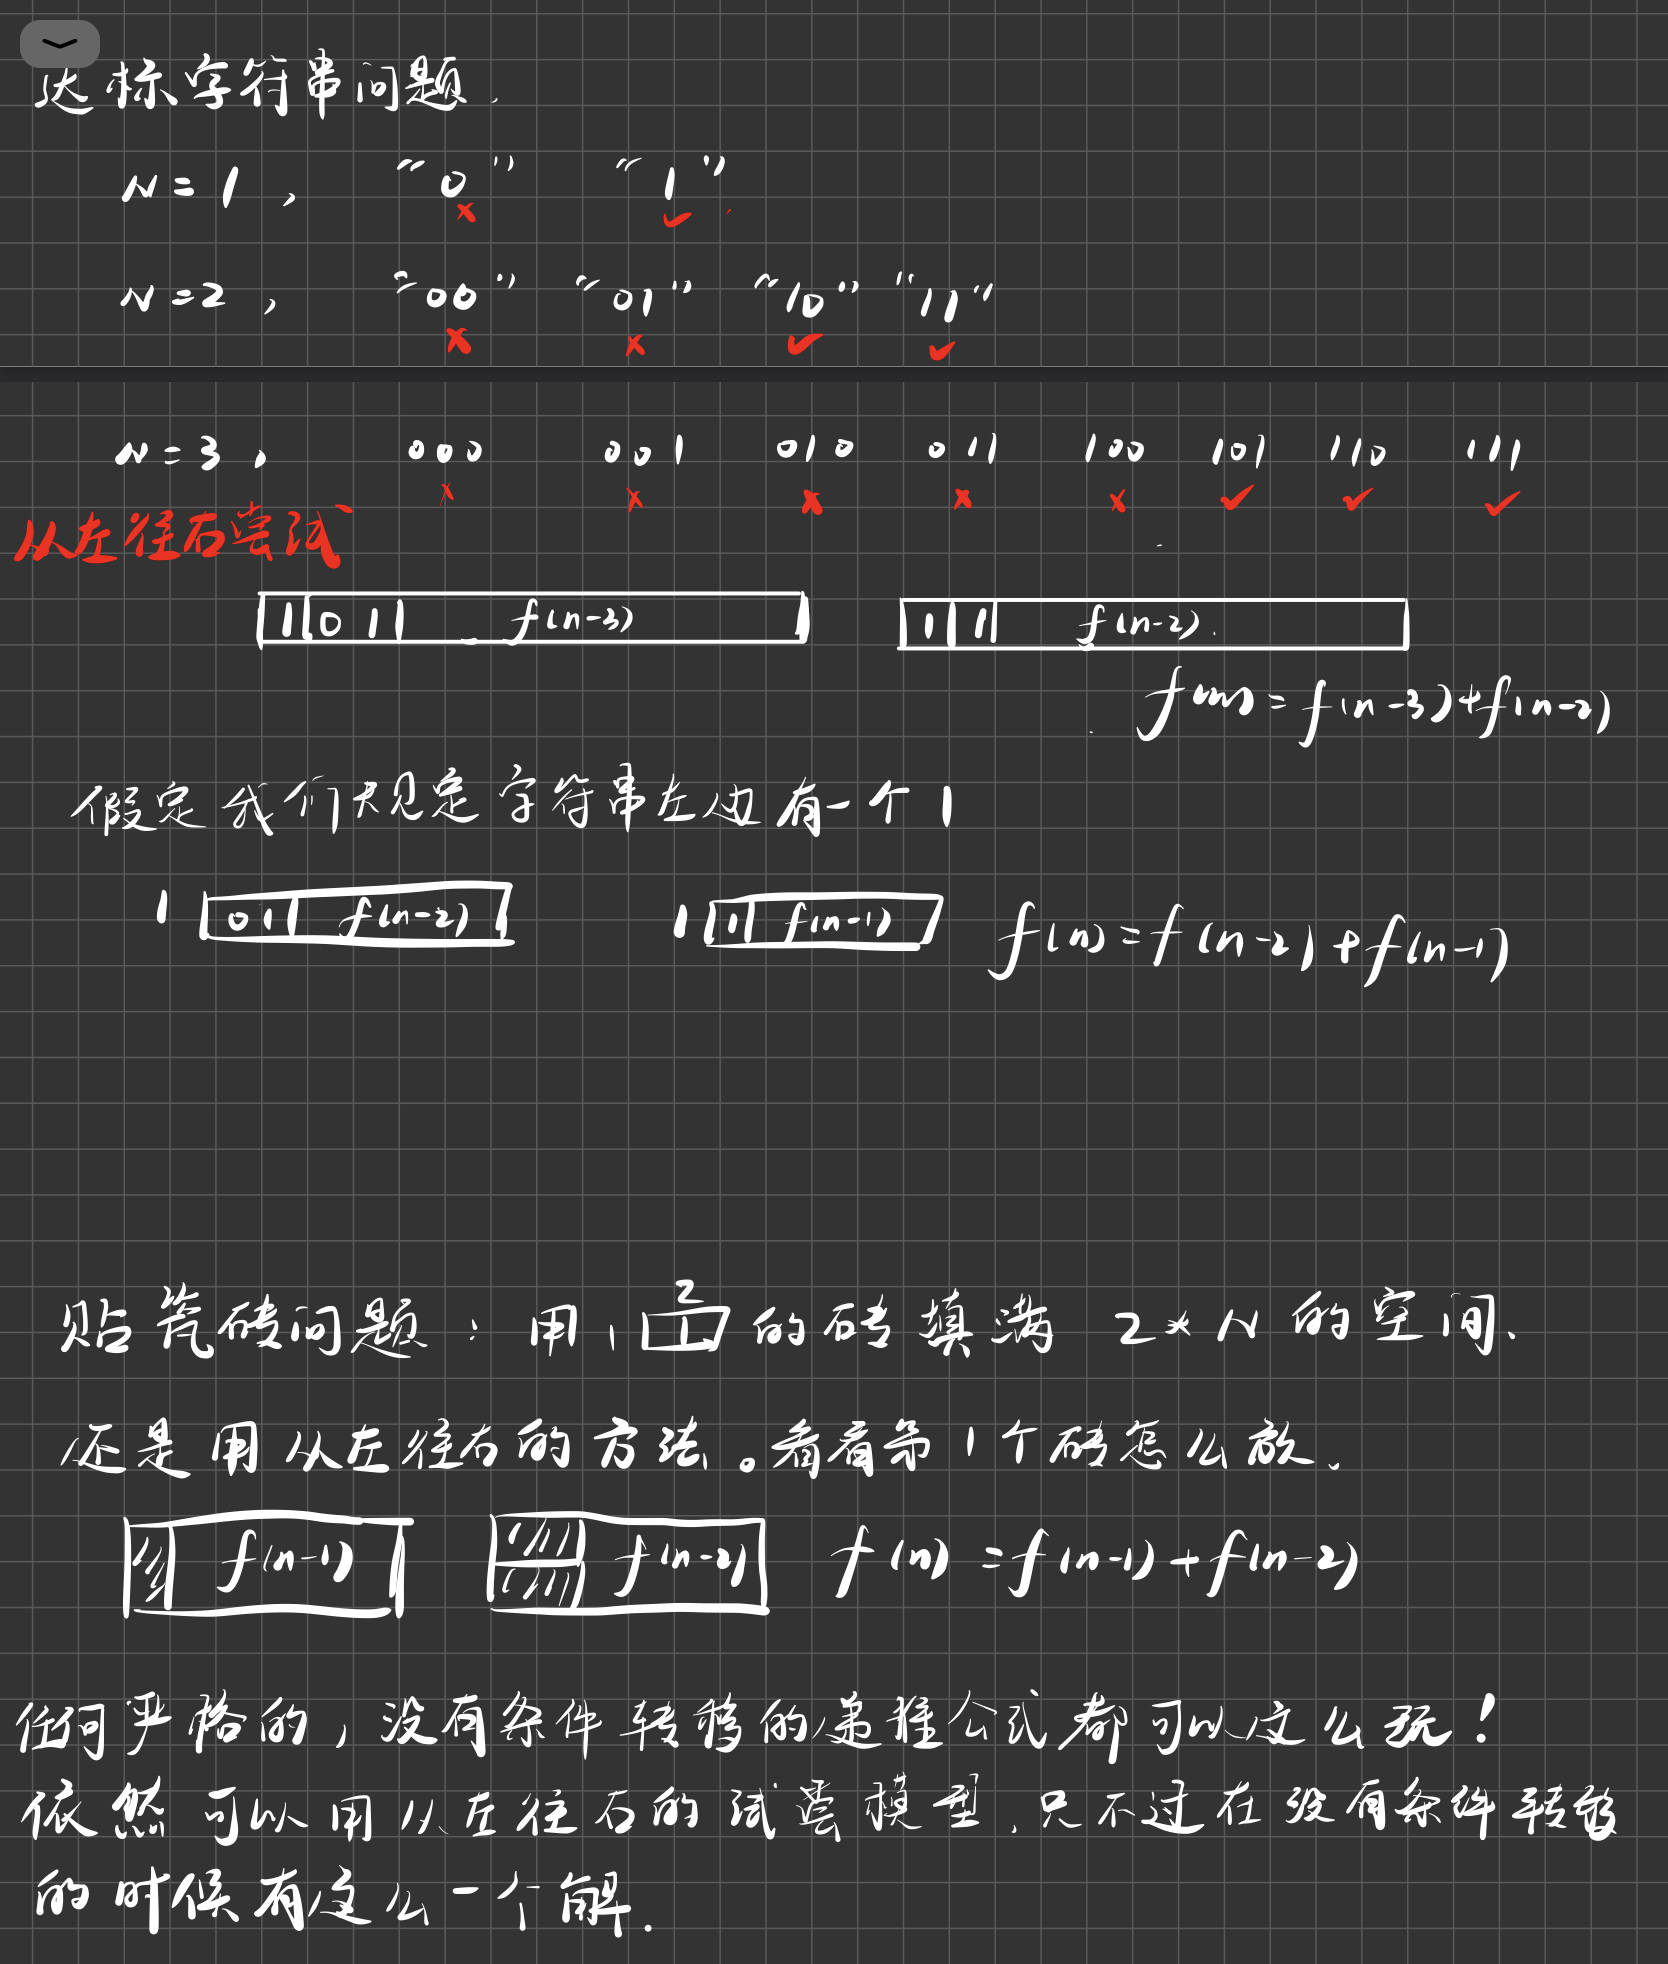 达标字符串问题.
N=1, "0" "1"
N=2, "00" "01" "10" "11"
N=3, 000 001 010 011 100 101 110 111
从左往右尝试
1 0 1 f(n-3) 1 1 f(n-2).
f(n)=f(n-3)+f(n-2)
假定我们规定字符串左边有一个1
1 0 1 f(n-2) 1 1 f(n-1) f(n)=f(n-2)+f(n-1)
贴瓷砖问题:用 1 2 1 的砖填满 2*N的空间.
还是用从左往右的方法。看看第1个砖怎么放.
f(n-1) f(n-2) f(n)=f(n-1)+f(n-2)
任何严格的,没有条件转移的递推公式都可以这么玩!
依然可以用从左往右的试尝模型.只不过在没有条件转移
的时候有这么一个解.